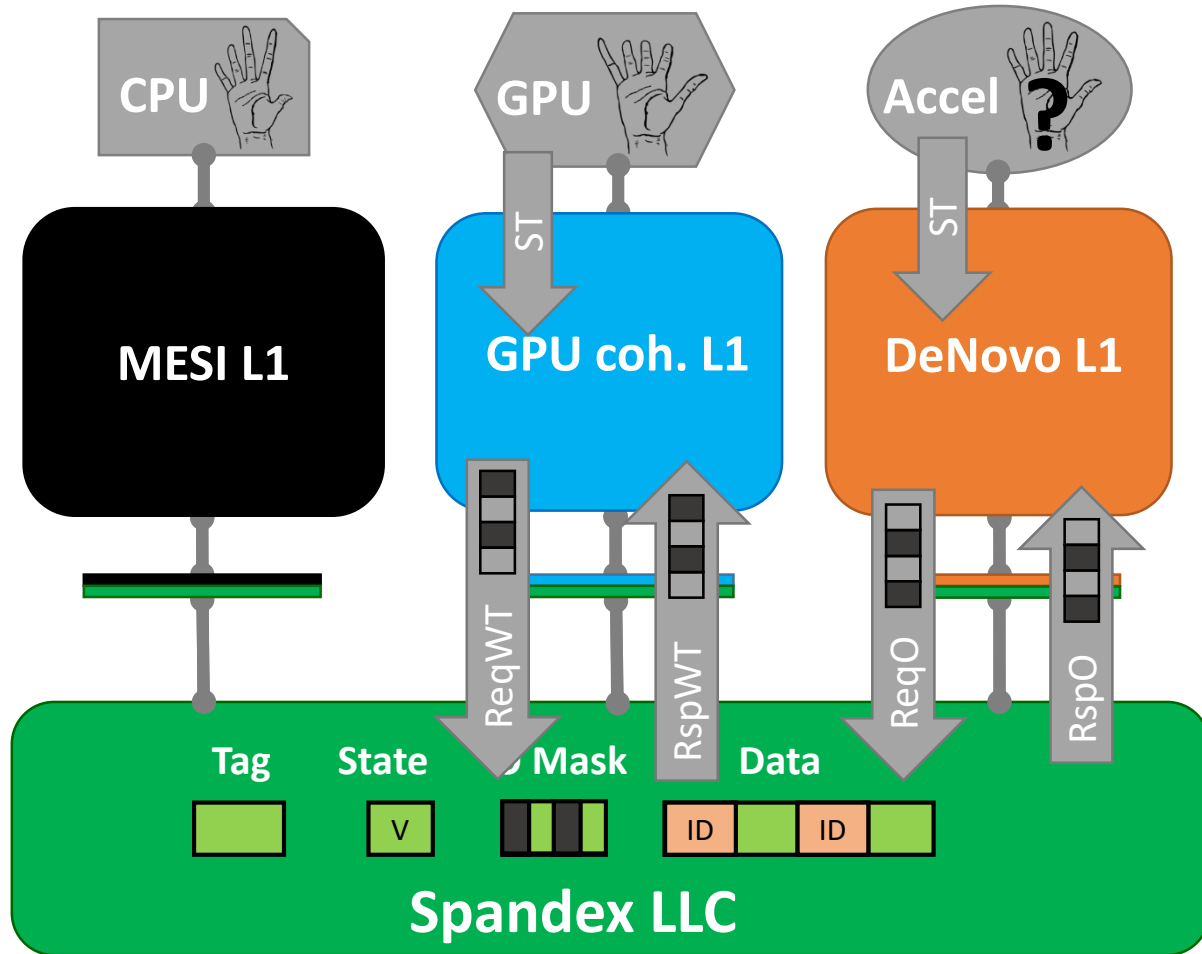 CPU
GPU
Accel
?
ST
ST
MESI L1
GPU coh. L1
DeNovo L1
ReqWT
RspWT
ReqO
RspO
Tag
State
Mask
Data
V
ID
ID
Spandex LLC